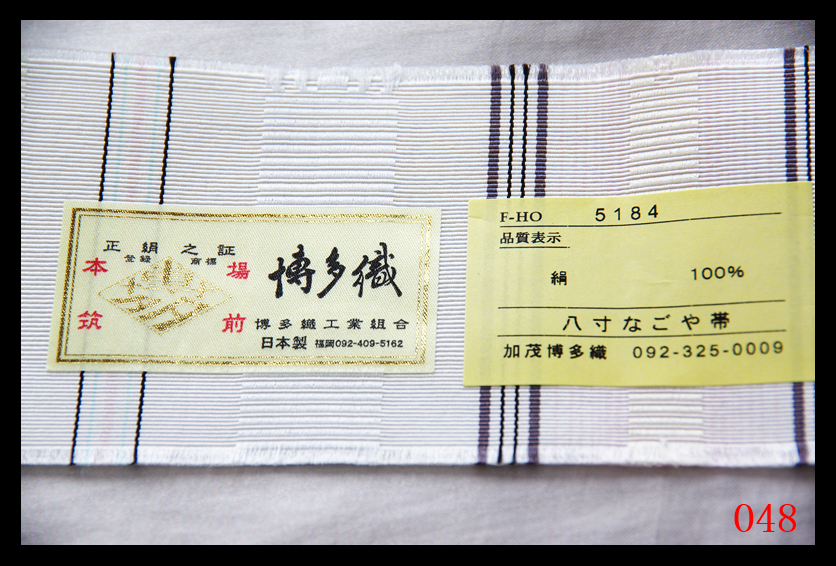 正絹之証
登録 商標
本場
筑前
博多織
博多織工業組合
日本製 福岡092-409-5162
F-HO 5184
品質表示
絹 100%
八寸なごや帯
加茂博多織 092-325-0009
048